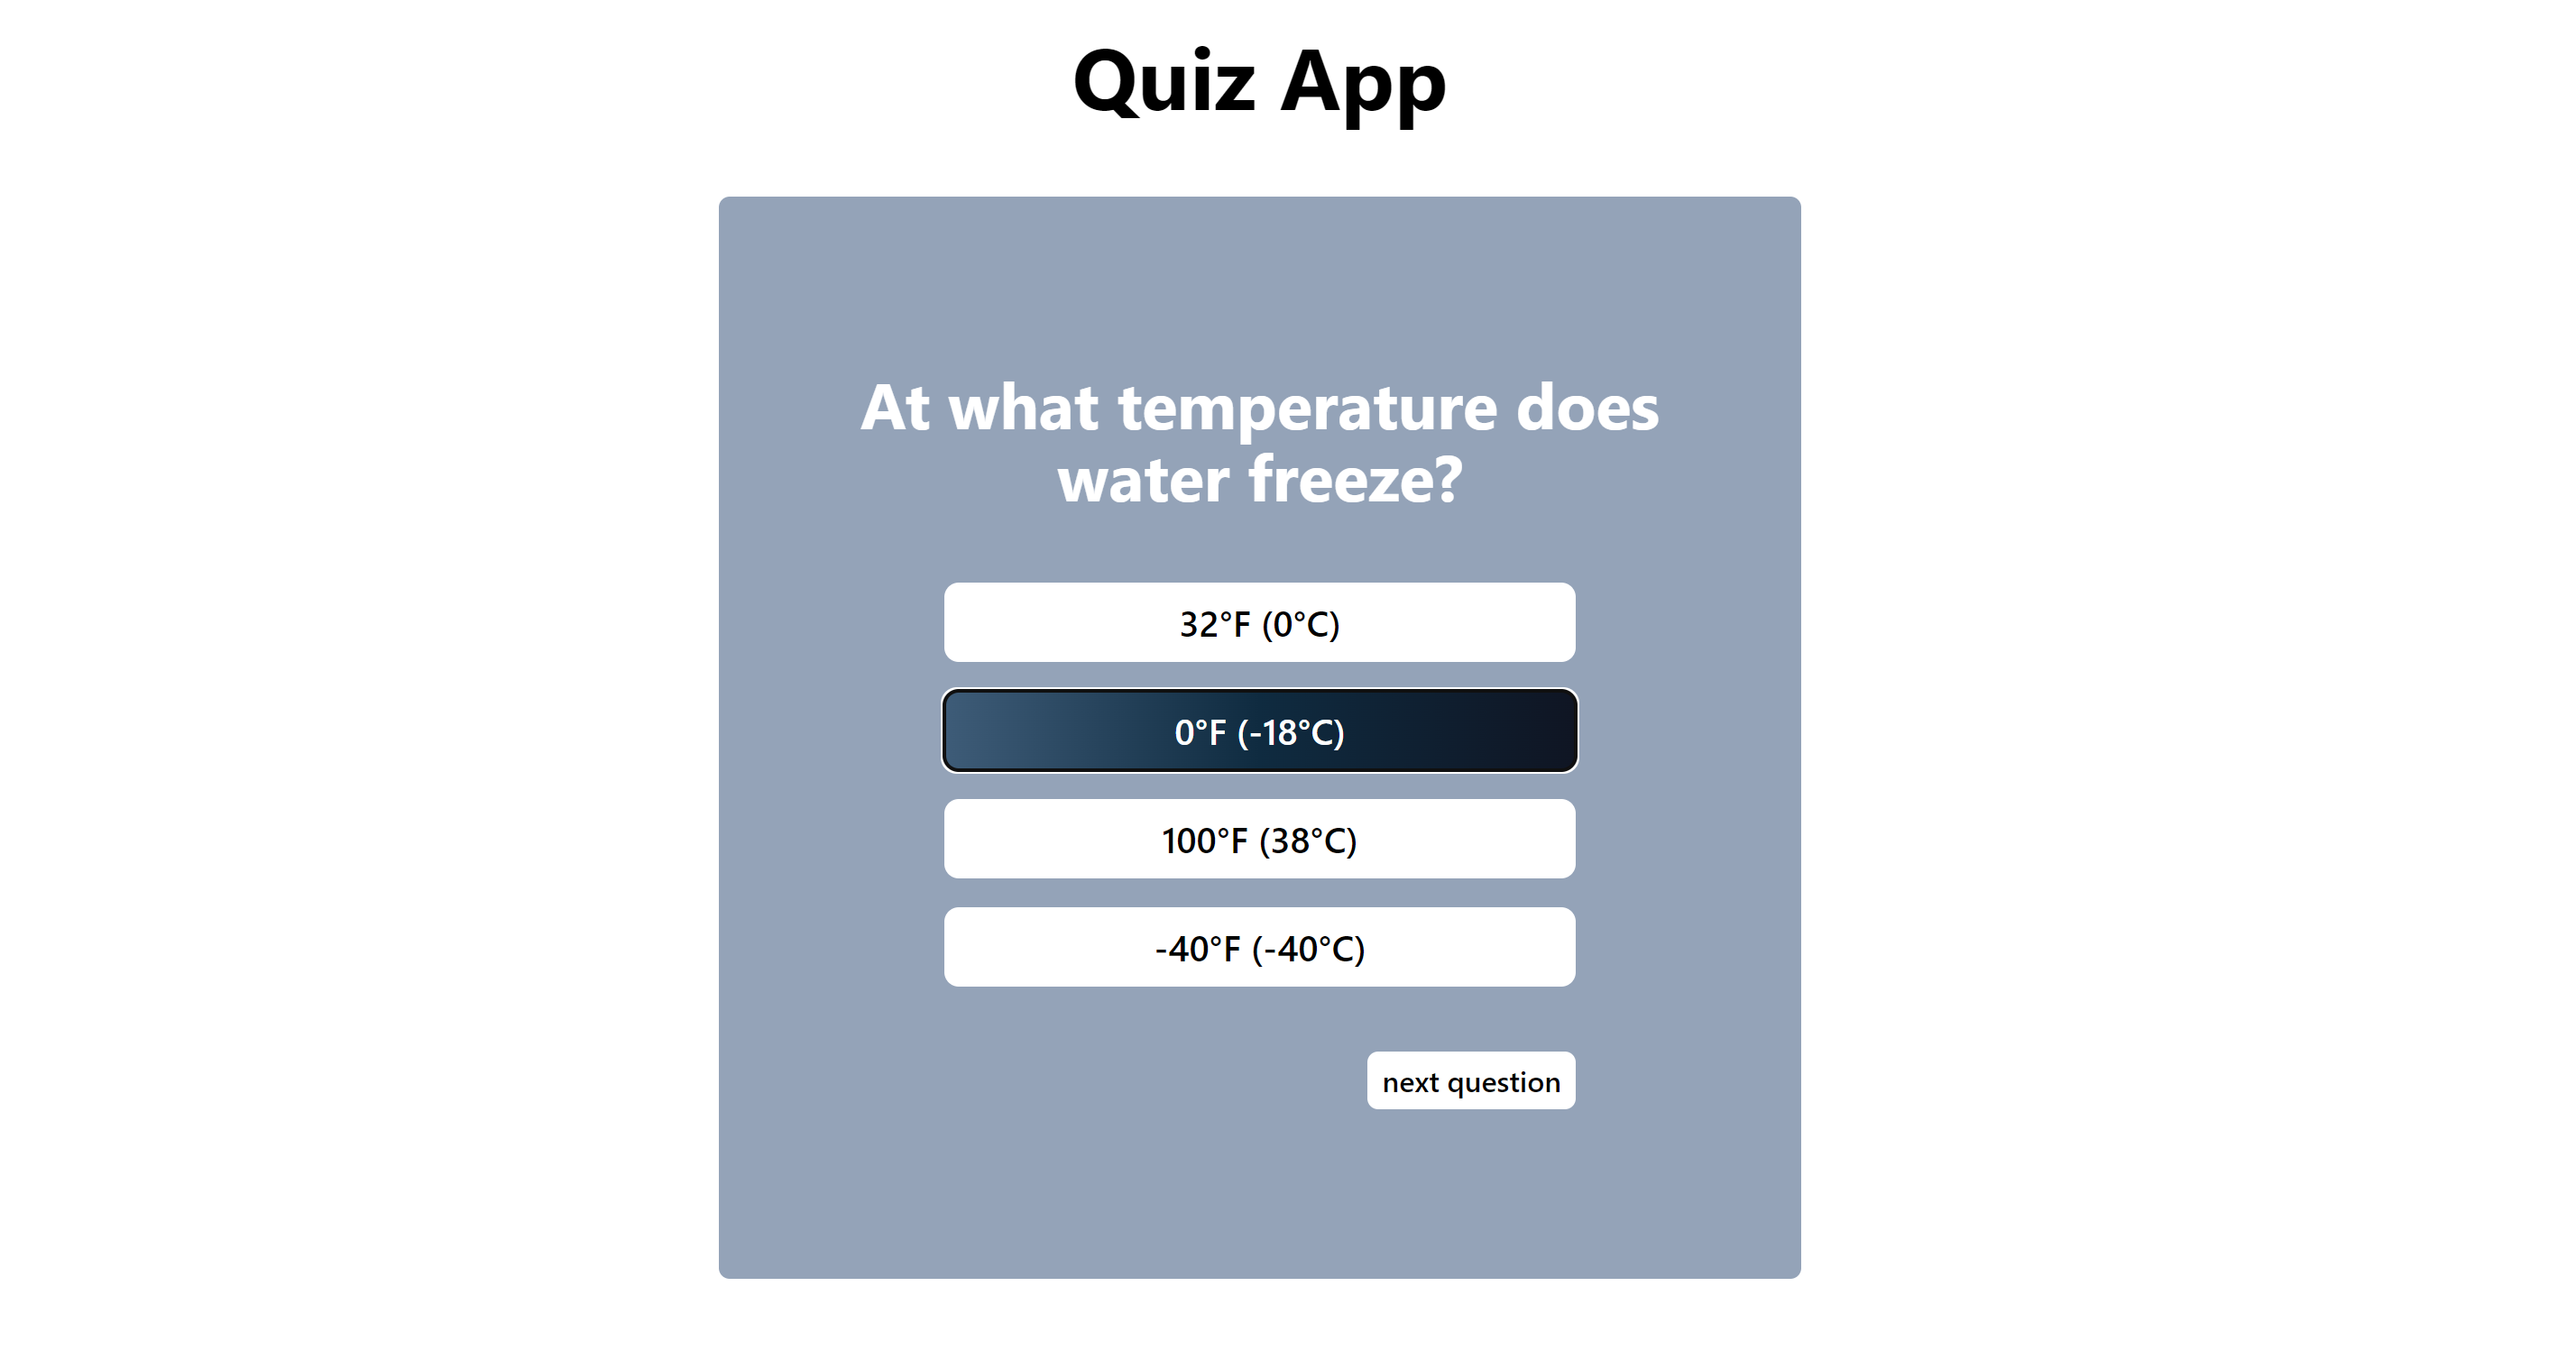 Quiz App
At what temperature does
water freeze?
32°F (0°C)
0°F (-18°C)
100°F (38°C)
-40°F (-40°C)
next question